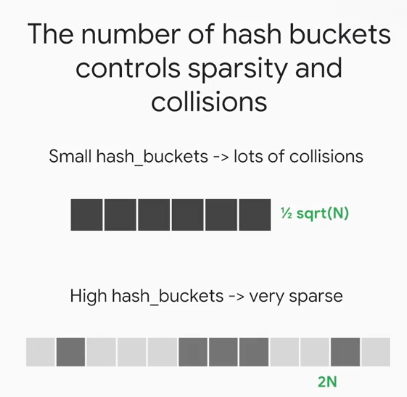 The number of hash buckets
controls sparsity and
collisions
Small hash_buckets -> lots of collisions
½ sqrt(N)
High hash_buckets -> very sparse
2N